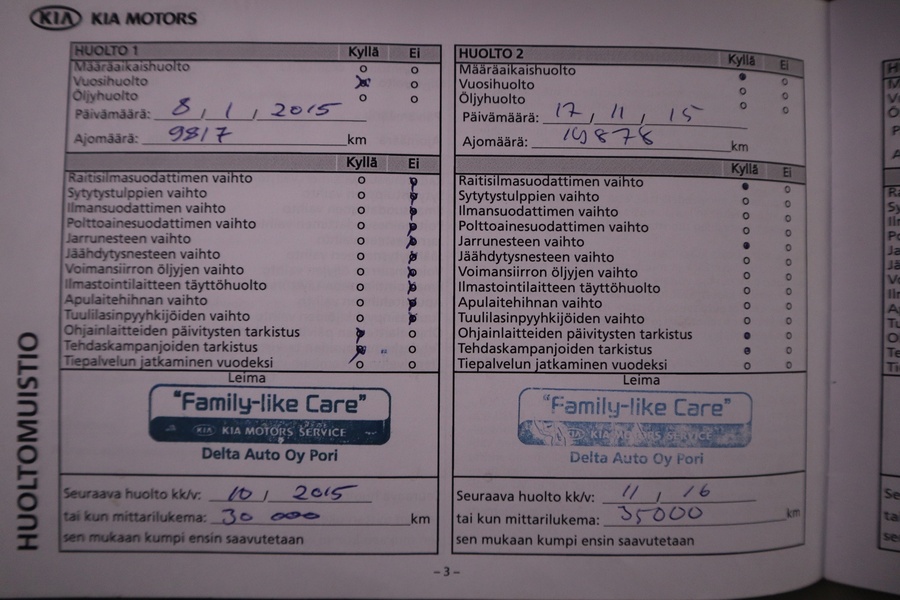 KIA KIA MOTORS
HUOLTOMUISTIO
HUOLTO 1 Kyllä Ei
Määräaikaishuolto
Vuosihuolto
Öljyhuolto
Päivämäärä: 8 / 1 / 2015
Ajomäärä: 9817 km
Kyllä Ei
Raitisilmasuodattimen vaihto
Sytytystulppien vaihto
Ilmansuodattimen vaihto
Polttoainesuodattimen vaihto
Jarrunesteen vaihto
Jäähdytysnesteen vaihto
Voimansiirron öljyjen vaihto
Ilmastointilaitteen täyttöhuolto
Apulaitehihnan vaihto
Tuulilasinpyyhkijöiden vaihto
Ohjainlaitteiden päivitysten tarkistus
Tehdaskampanjoiden tarkistus
Tiepalvelun jatkaminen vuodeksi
Leima
"Family-like Care"
KIA KIA MOTORS SERVICE
Delta Auto Oy Pori
Seuraava huolto kk/v: 10 / 2015
tai kun mittarilukema: 30 000 km
sen mukaan kumpi ensin saavutetaan
HUOLTO 2 Kyllä Ei
Määräaikaishuolto
Vuosihuolto
Öljyhuolto
Päivämäärä: 17 / 11 / 15
Ajomäärä: 19878 km
Kyllä Ei
Raitisilmasuodattimen vaihto
Sytytystulppien vaihto
Ilmansuodattimen vaihto
Polttoainesuodattimen vaihto
Jarrunesteen vaihto
Jäähdytysnesteen vaihto
Voimansiirron öljyjen vaihto
Ilmastointilaitteen täyttöhuolto
Apulaitehihnan vaihto
Tuulilasinpyyhkijöiden vaihto
Ohjainlaitteiden päivitysten tarkistus
Tehdaskampanjoiden tarkistus
Tiepalvelun jatkaminen vuodeksi
Leima
"Family-like Care"
KIA KIA MOTORS SERVICE
Delta Auto Oy Pori
Seuraava huolto kk/v: 11 / 16
tai kun mittarilukema: 35000 km
sen mukaan kumpi ensin saavutetaan
– 3 –